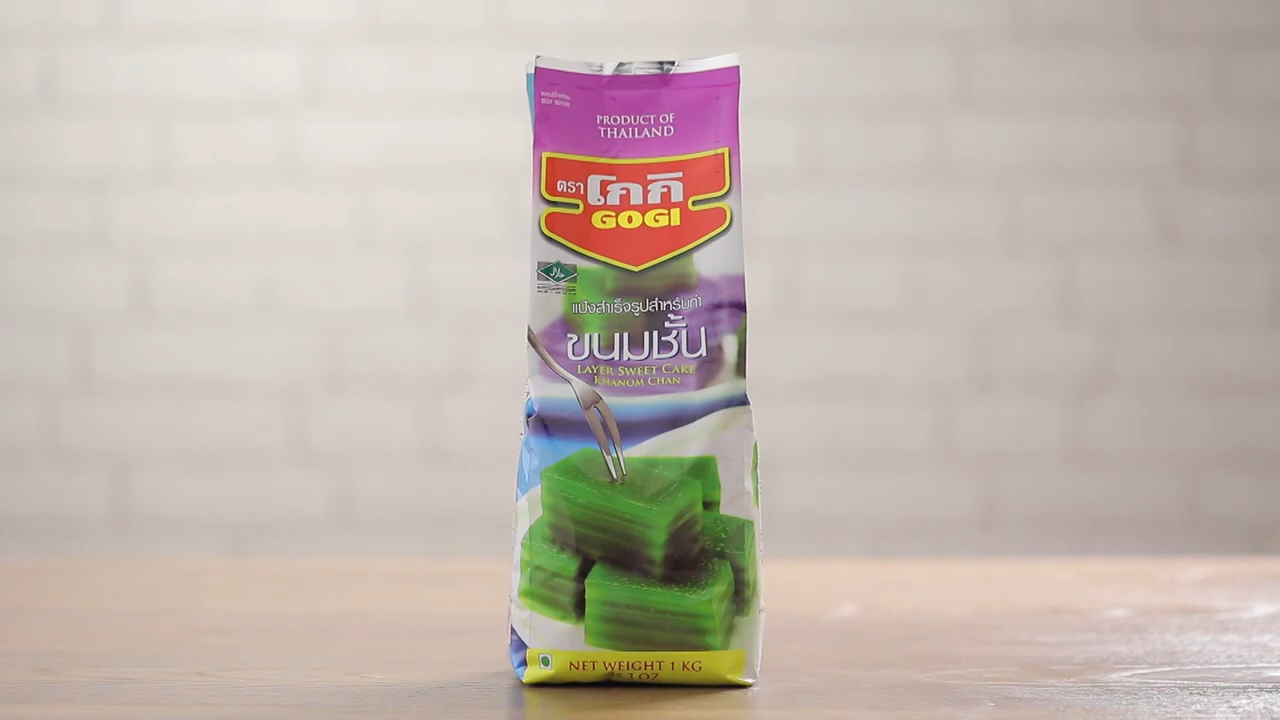 PRODUCT OF
THAILAND
ตรา โกกิ
GOGI
แป้งสำเร็จรูปสำหรับทำ
ขนมชั้น
LAYER SWEET CAKE
KHANOM CHAN
NET WEIGHT 1 KG